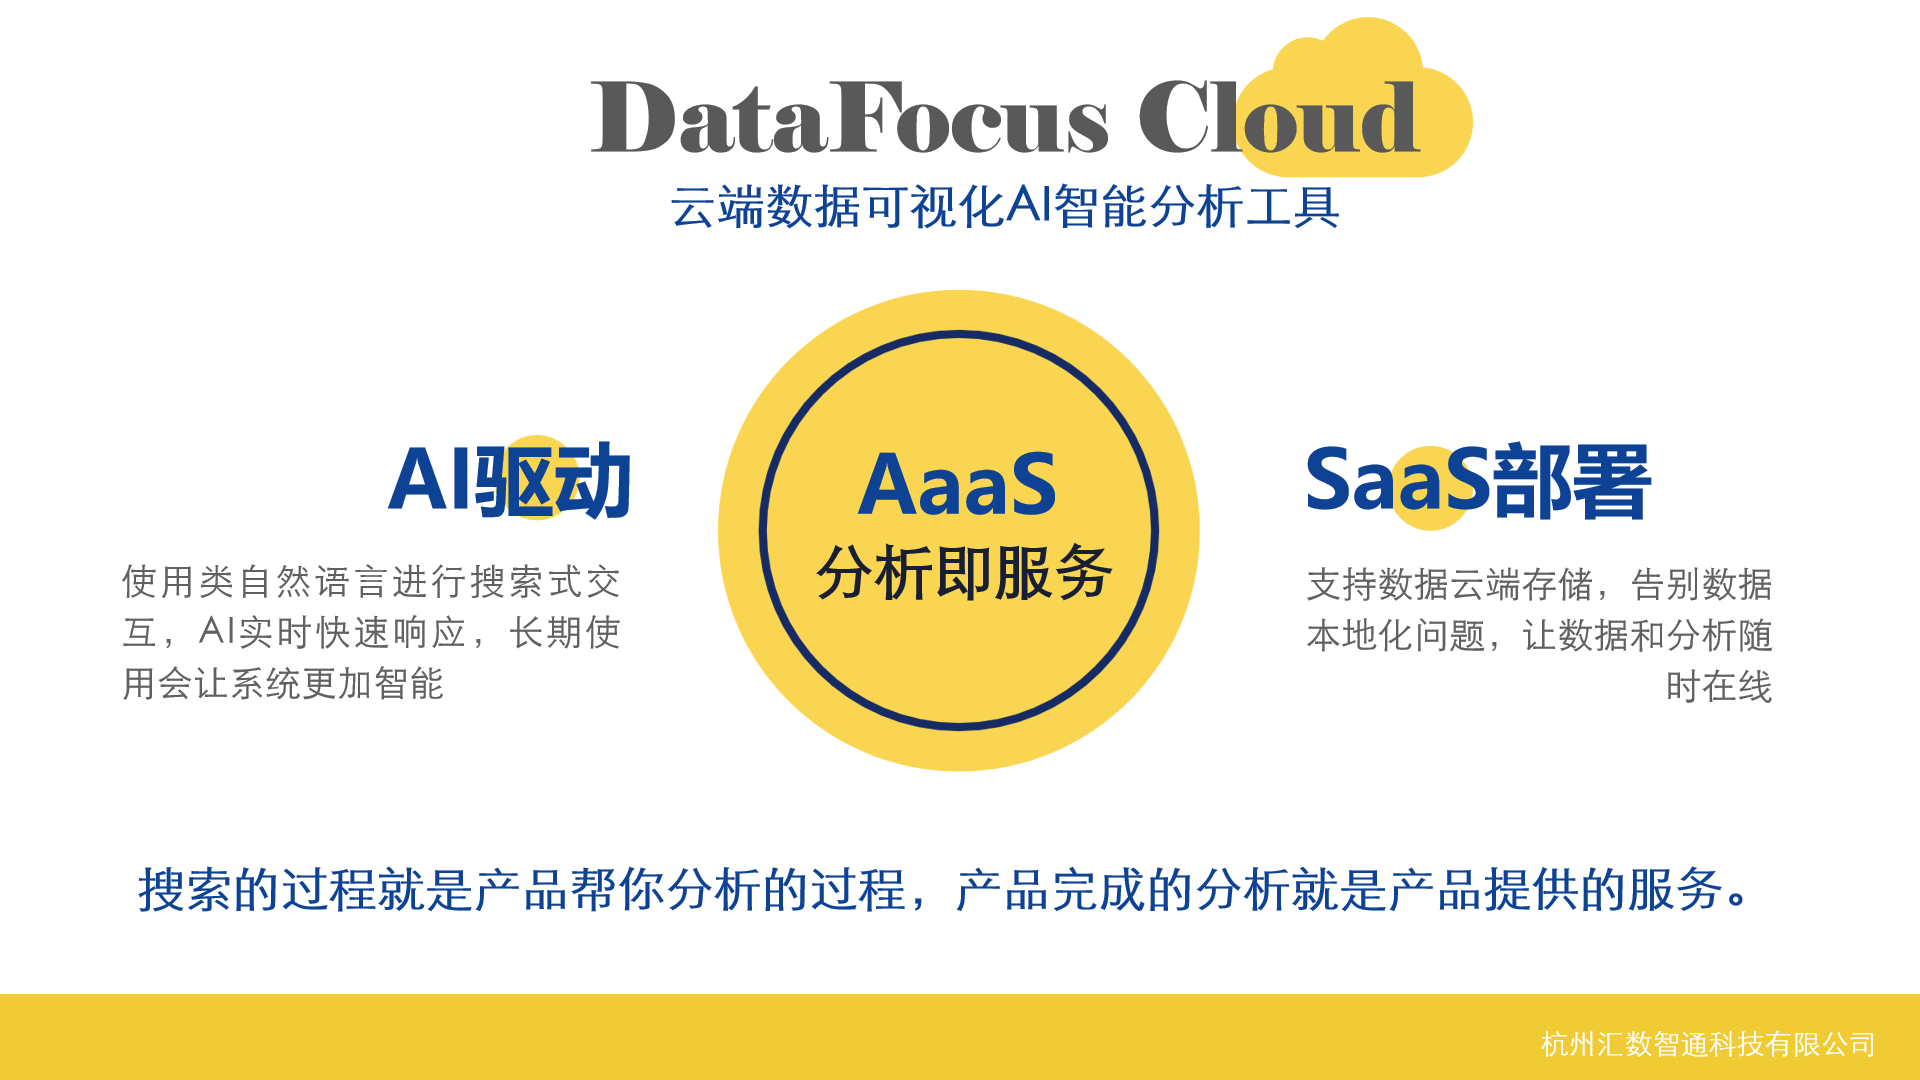 DataFocus Cloud
云端数据可视化AI智能分析工具
AI驱动
使用类自然语言进行搜索式交
互，AI实时快速响应，长期使
用会让系统更加智能
AaaS
分析即服务
SaaS部署
支持数据云端存储，告别数据
本地化问题，让数据和分析随
时在线
搜索的过程就是产品帮你分析的过程，产品完成的分析就是产品提供的服务。
杭州汇数智通科技有限公司